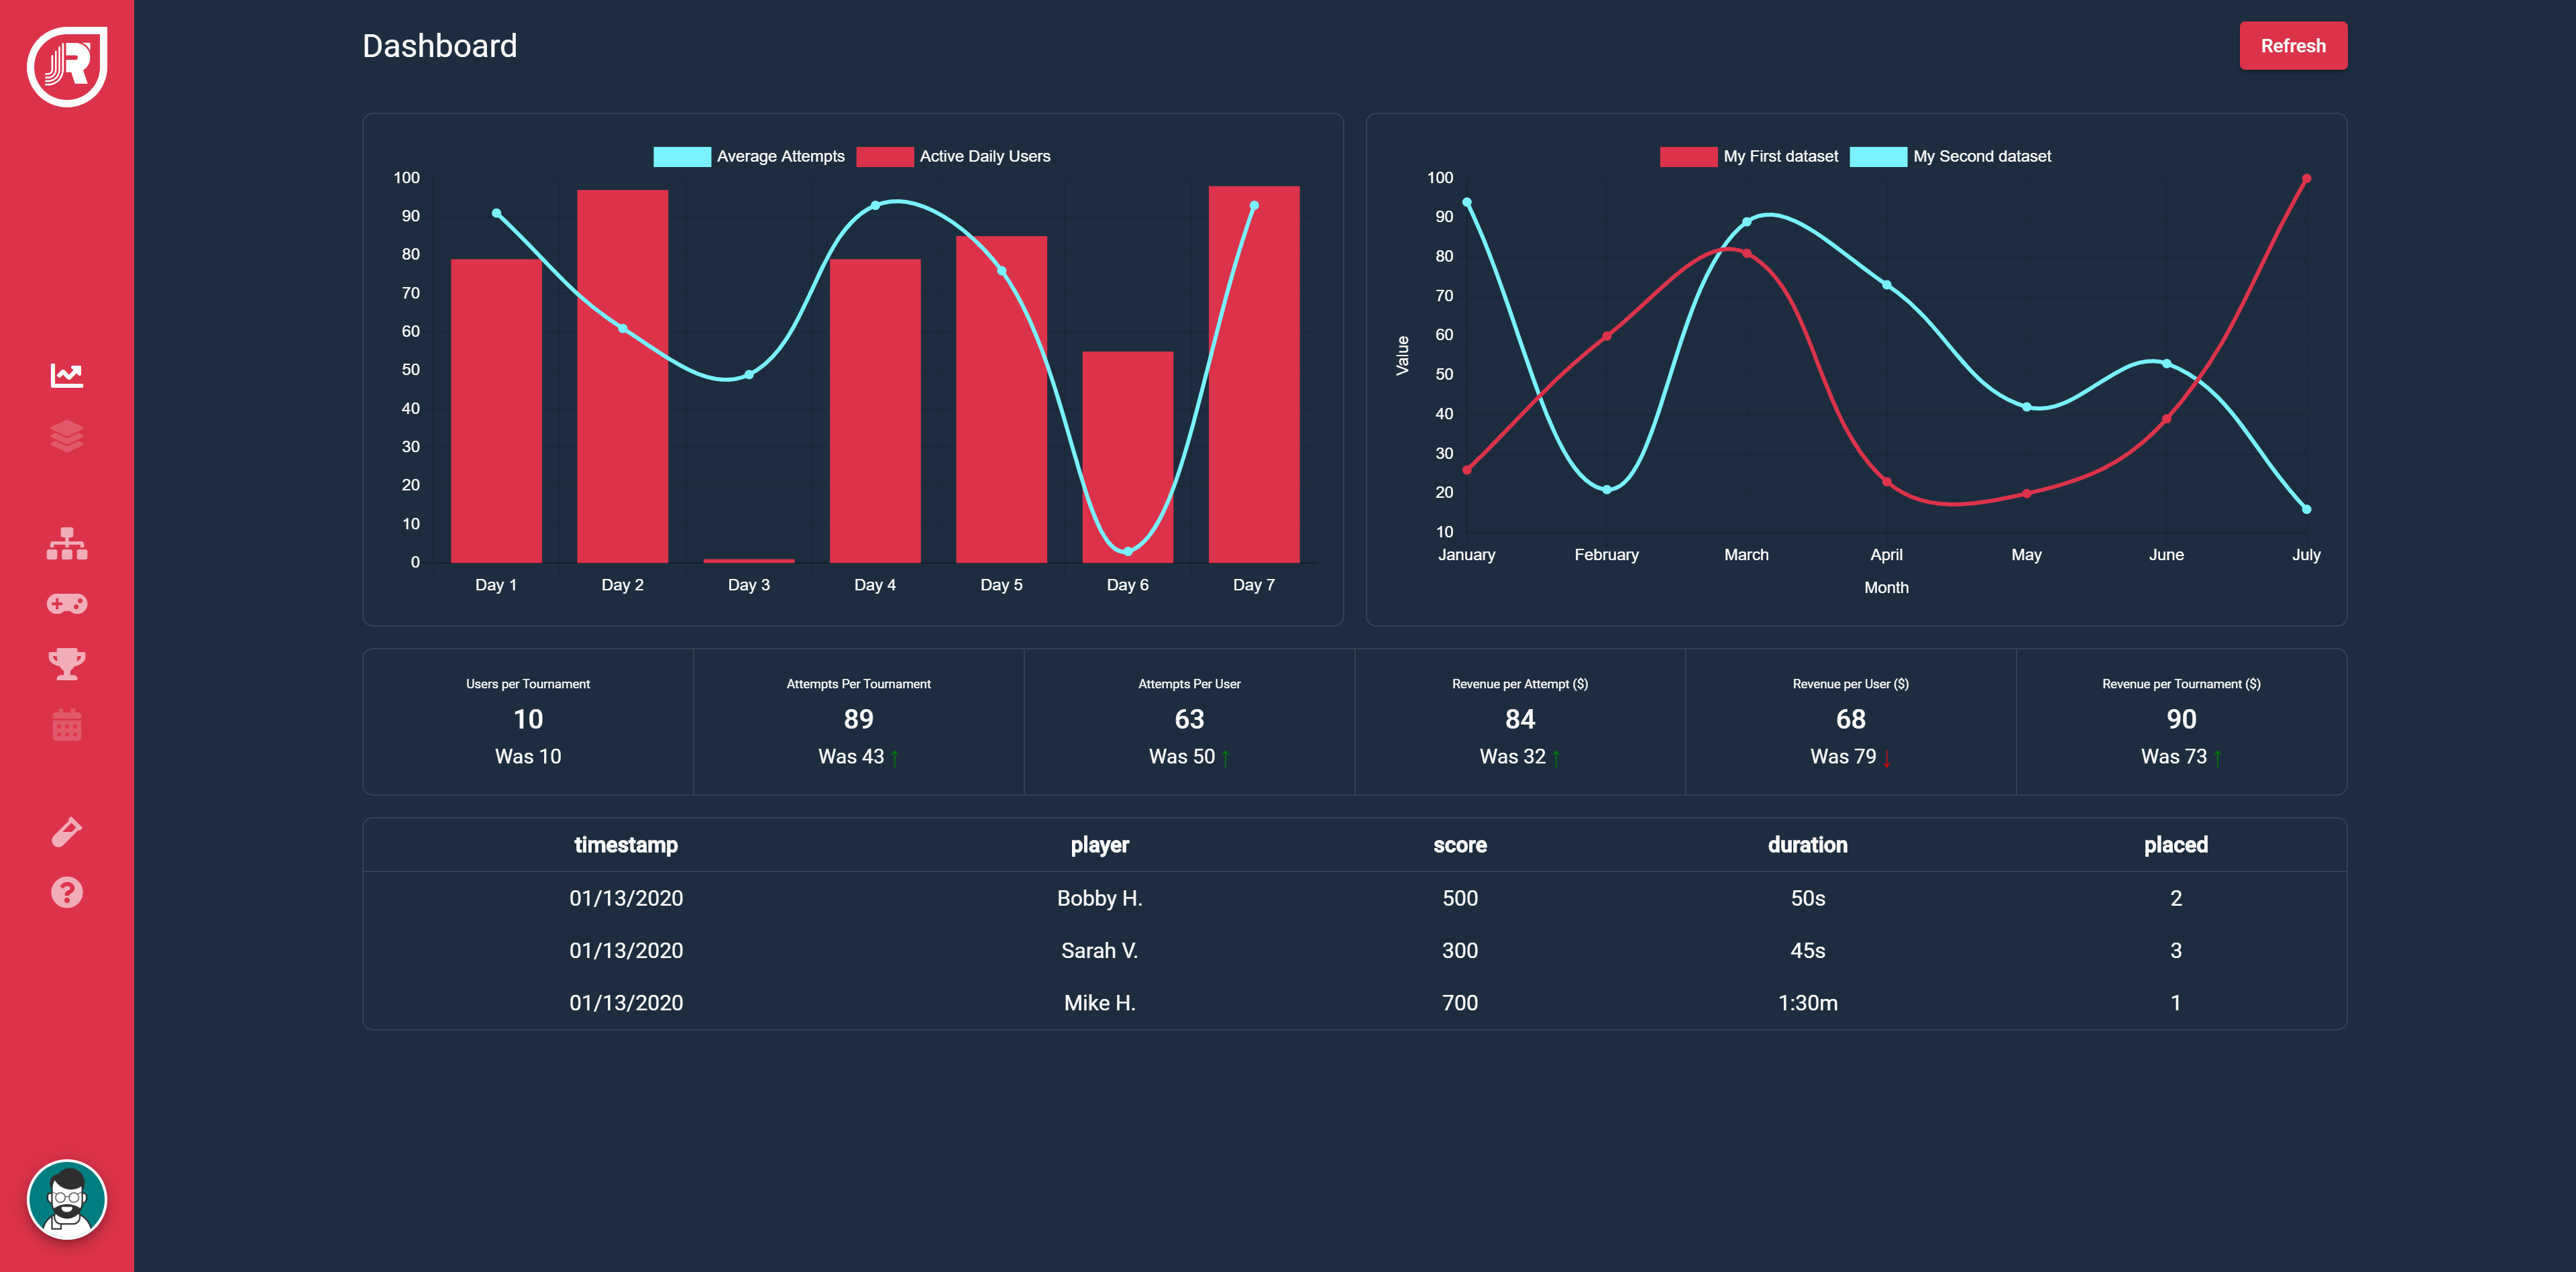 Dashboard
Refresh
Average Attempts Active Daily Users
100
90
80
70
60
50
40
30
20
10
0
Day 1 Day 2 Day 3 Day 4 Day 5 Day 6 Day 7
My First dataset My Second dataset
100
90
80
70
60
50
40
30
20
10
Value
January February March April May June July
Month
Users per Tournament
10
Was 10
Attempts Per Tournament
89
Was 43 ↑
Attempts Per User
63
Was 50 ↑
Revenue per Attempt ($)
84
Was 32 ↑
Revenue per User ($)
68
Was 79 ↓
Revenue per Tournament ($)
90
Was 73 ↑
timestamp player score duration placed
01/13/2020 Bobby H. 500 50s 2
01/13/2020 Sarah V. 300 45s 3
01/13/2020 Mike H. 700 1:30m 1